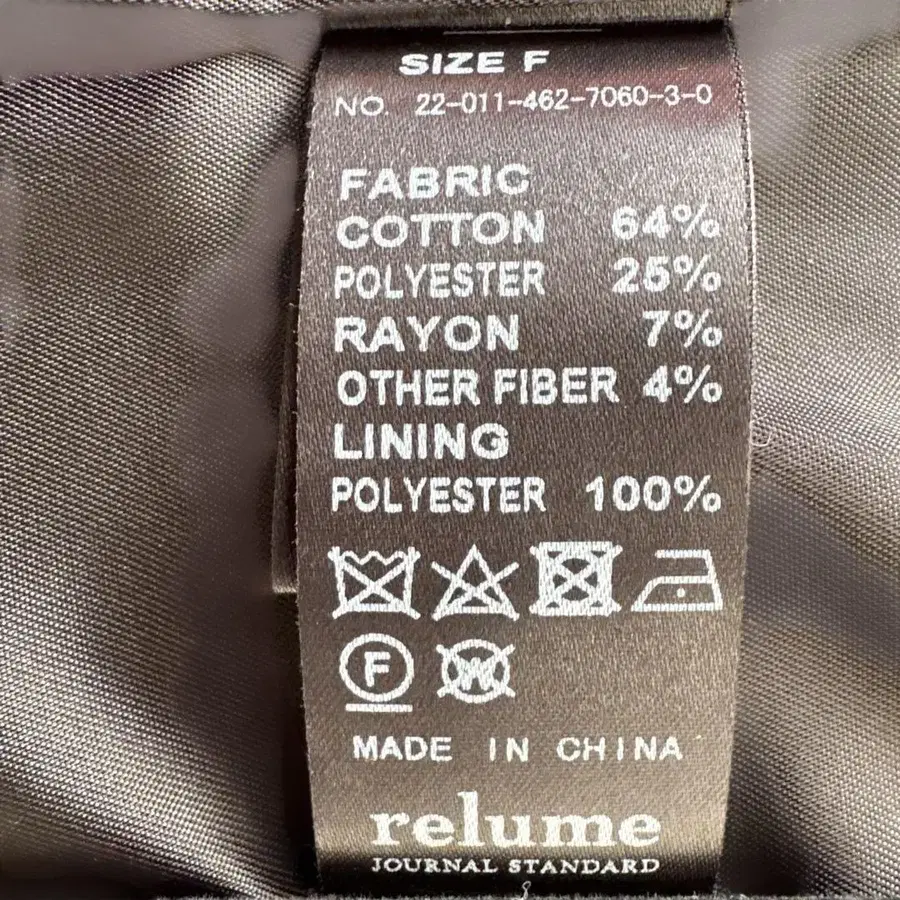 SIZE F
NO. 22-011-462-7060-3-0
FABRIC
COTTON 64%
POLYESTER 25%
RAYON 7%
OTHER FIBER 4%
LINING
POLYESTER 100%
F W
MADE IN CHINA
relume
JOURNAL STANDARD